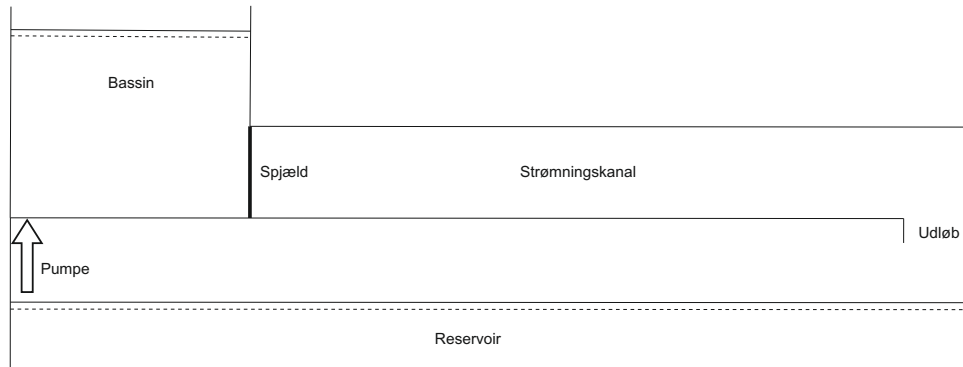 Bassin
Spjæld
Strømningskanal
Udløb
Pumpe
Reservoir